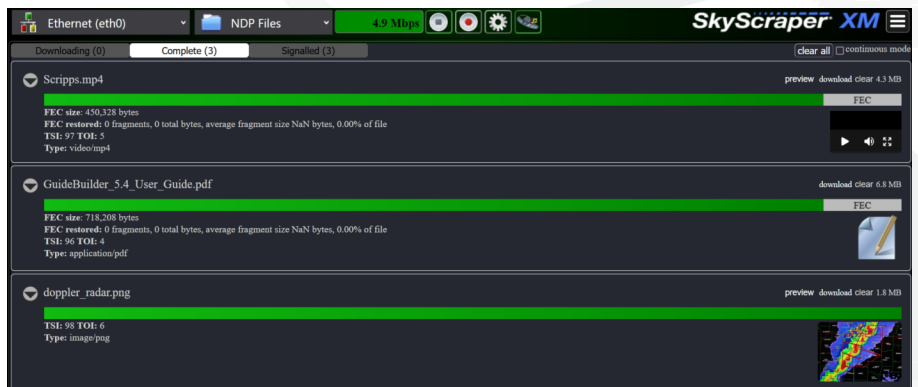 Ethernet (eth0)
NDP Files
4.9 Mbps
SkyScraper XM
Downloading (0)
Complete (3)
Signalled (3)
clear all
continuous mode
Scripps.mp4
preview download clear 4.3 MB
FEC
FEC size: 450,328 bytes
FEC restored: 0 fragments, 0 total bytes, average fragment size NaN bytes, 0.00% of file
TSI: 97 TOI: 5
Type: video/mp4
GuideBuilder_5.4_User_Guide.pdf
download clear 6.8 MB
FEC
FEC size: 718,208 bytes
FEC restored: 0 fragments, 0 total bytes, average fragment size NaN bytes, 0.00% of file
TSI: 96 TOI: 4
Type: application/pdf
doppler_radar.png
preview download clear 1.8 MB
TSI: 98 TOI: 6
Type: image/png